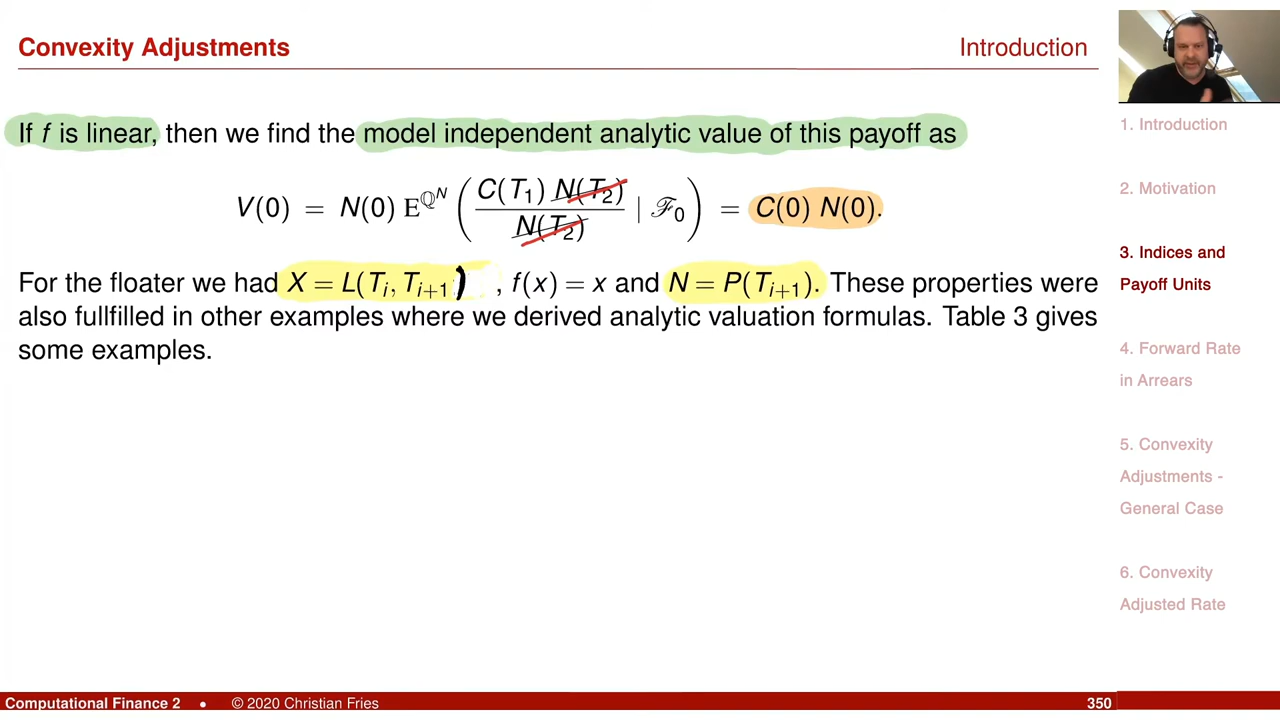 Convexity Adjustments
Introduction
If f is linear, then we find the model independent analytic value of this payoff as
V(0) = N(0) E^{ℚ^N} ( C(T_1) N(T_2) / N(T_2) | ℱ_0 ) = C(0) N(0).
For the floater we had X = L(T_i, T_{i+1}) , f(x) = x and N = P(T_{i+1}). These properties were
also fullfilled in other examples where we derived analytic valuation formulas. Table 3 gives
some examples.
1. Introduction
2. Motivation
3. Indices and
Payoff Units
4. Forward Rate
in Arrears
5. Convexity
Adjustments -
General Case
6. Convexity
Adjusted Rate
Computational Finance 2 • © 2020 Christian Fries
350